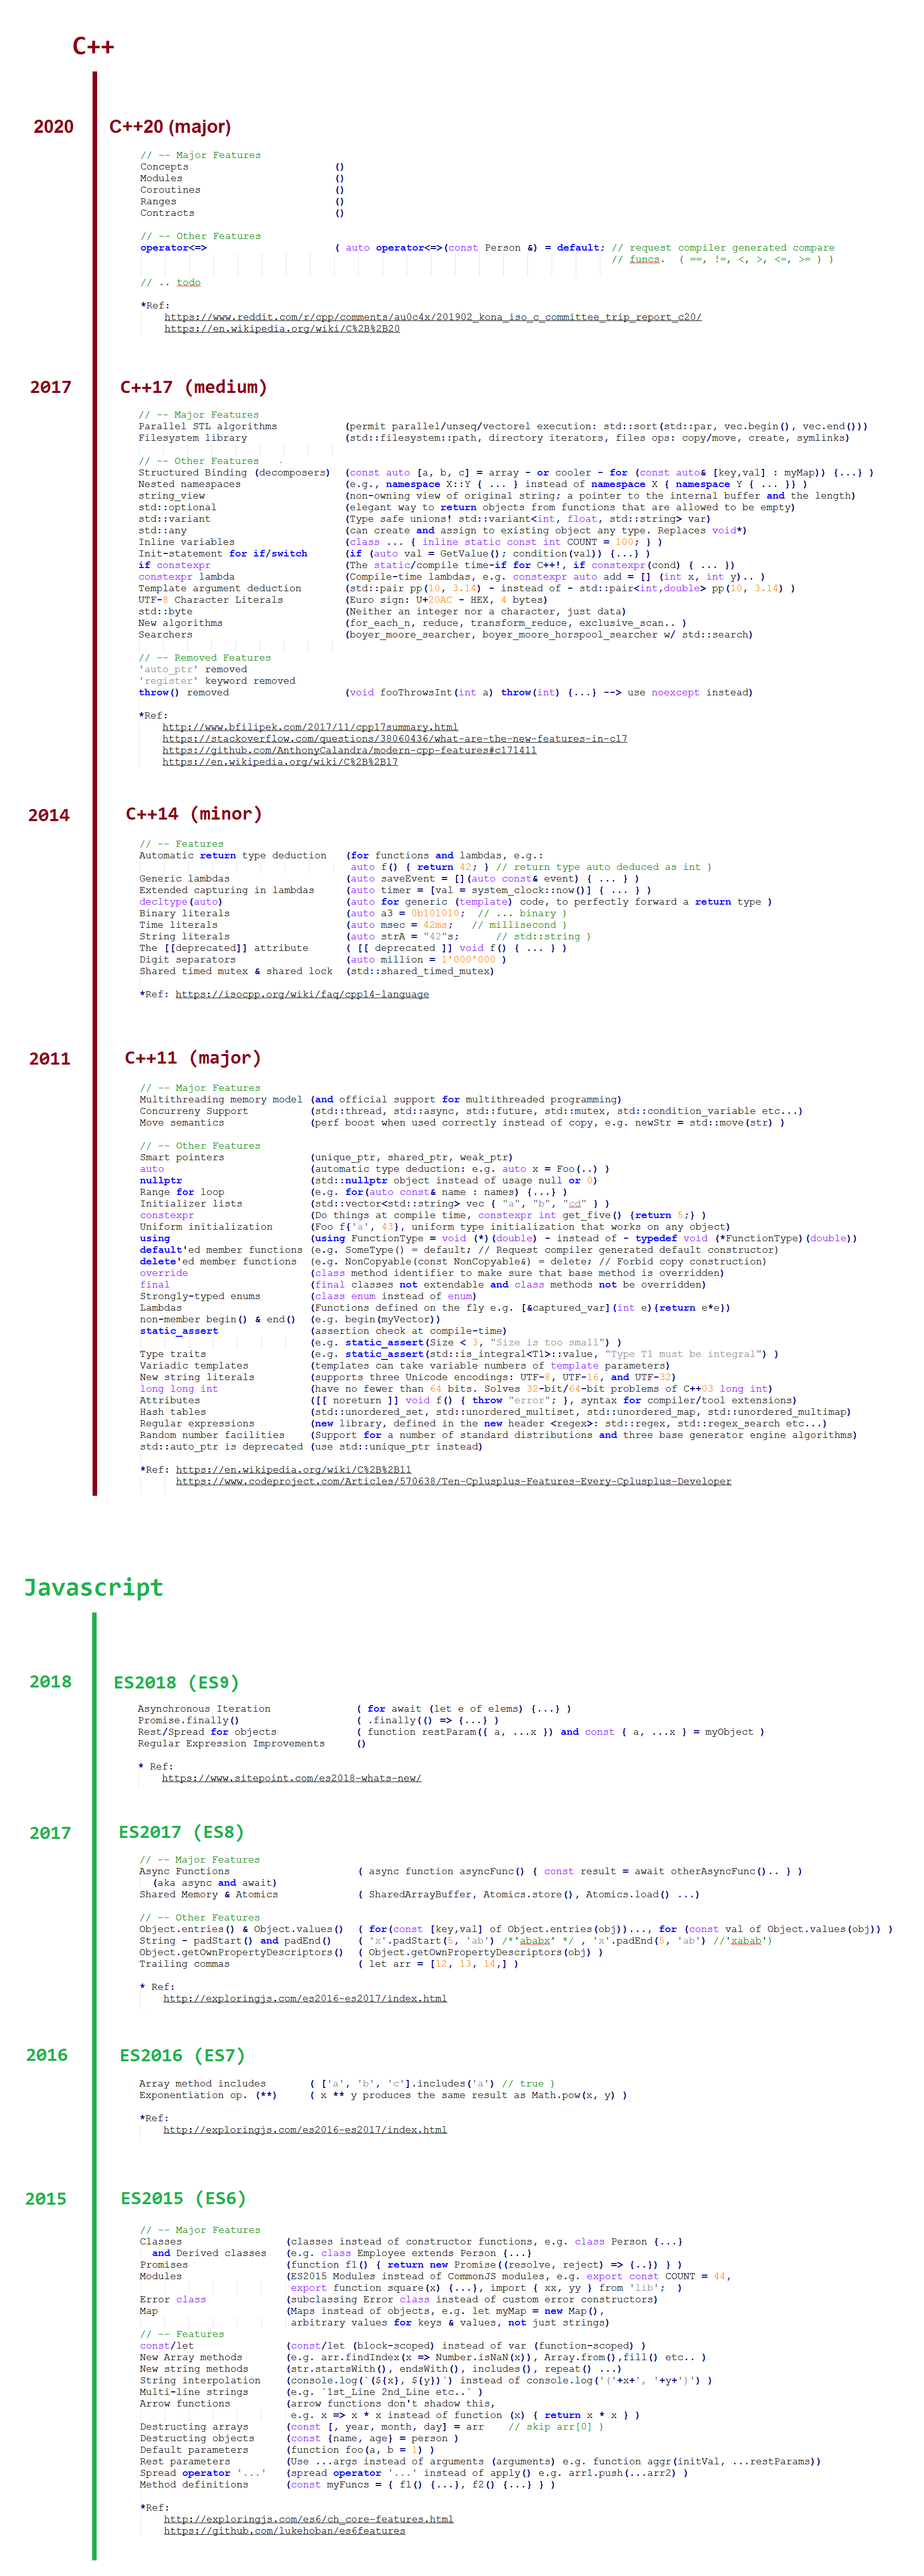 C++
2020 C++20 (major)
// -- Major Features
Concepts ()
Modules ()
Coroutines ()
Ranges ()
Contracts ()
// -- Other Features
operator<=> ( auto operator<=>(const Person &) = default; // request compiler generated compare
// funcs. ( ==, !=, <, >, <=, >= ) )
// .. todo
*Ref:
https://www.reddit.com/r/cpp/comments/au0c4x/201902_kona_iso_c_committee_trip_report_c20/
https://en.wikipedia.org/wiki/C%2B%2B20
2017 C++17 (medium)
// -- Major Features
Parallel STL algorithms (permit parallel/unseq/vectorel execution: std::sort(std::par, vec.begin(), vec.end()))
Filesystem library (std::filesystem::path, directory iterators, files ops: copy/move, create, symlinks)
// -- Other Features
Structured Binding (decomposers) (const auto [a, b, c] = array - or cooler - for (const auto& [key,val] : myMap)) {...} )
Nested namespaces (e.g., namespace X::Y { ... } instead of namespace X { namespace Y { ... }} )
string_view (non-owning view of original string; a pointer to the internal buffer and the length)
std::optional (elegant way to return objects from functions that are allowed to be empty)
std::variant (Type safe unions! std::variant<int, float, std::string> var)
std::any (can create and assign to existing object any type. Replaces void*)
Inline variables (class ... { inline static const int COUNT = 100; } )
Init-statement for if/switch (if (auto val = GetValue(); condition(val)) {...} )
if constexpr (The static/compile time-if for C++!, if constexpr(cond) { ... })
constexpr lambda (Compile-time lambdas, e.g. constexpr auto add = [] (int x, int y).. )
Template argument deduction (std::pair pp(10, 3.14) - instead of - std::pair<int,double> pp(10, 3.14) )
UTF-8 Character Literals (Euro sign: U+20AC - HEX, 4 bytes)
std::byte (Neither an integer nor a character, just data)
New algorithms (for_each_n, reduce, transform_reduce, exclusive_scan.. )
Searchers (boyer_moore_searcher, boyer_moore_horspool_searcher w/ std::search)
// -- Removed Features
'auto_ptr' removed
'register' keyword removed
throw() removed (void fooThrowsInt(int a) throw(int) {...} --> use noexcept instead)
*Ref:
http://www.bfilipek.com/2017/11/cpp17summary.html
https://stackoverflow.com/questions/38060436/what-are-the-new-features-in-c17
https://github.com/AnthonyCalandra/modern-cpp-features#c171411
https://en.wikipedia.org/wiki/C%2B%2B17
2014 C++14 (minor)
// -- Features
Automatic return type deduction (for functions and lambdas, e.g.:
auto f() { return 42; } // return type auto deduced as int )
Generic lambdas (auto saveEvent = [](auto const& event) { ... } )
Extended capturing in lambdas (auto timer = [val = system_clock::now()] { ... } )
decltype(auto) (auto for generic (template) code, to perfectly forward a return type )
Binary literals (auto a3 = 0b101010; // ... binary )
Time literals (auto msec = 42ms; // millisecond )
String literals (auto strA = "42"s; // std::string )
The [[deprecated]] attribute ( [[ deprecated ]] void f() { ... } )
Digit separators (auto million = 1'000'000 )
Shared timed mutex & shared lock (std::shared_timed_mutex)
*Ref: https://isocpp.org/wiki/faq/cpp14-language
2011 C++11 (major)
// -- Major Features
Multithreading memory model (and official support for multithreaded programming)
Concurreny Support (std::thread, std::async, std::future, std::mutex, std::condition_variable etc...)
Move semantics (perf boost when used correctly instead of copy, e.g. newStr = std::move(str) )
// -- Other Features
Smart pointers (unique_ptr, shared_ptr, weak_ptr)
auto (automatic type deduction: e.g. auto x = Foo(..) )
nullptr (std::nullptr object instead of usage null or 0)
Range for loop (e.g. for(auto const& name : names) {...} )
Initializer lists (std::vector<std::string> vec { "a", "b", "cd" } )
constexpr (Do things at compile time, constexpr int get_five() {return 5;} )
Uniform initialization (Foo f{'a', 43}, uniform type initialization that works on any object)
using (using FunctionType = void (*)(double) - instead of - typedef void (*FunctionType)(double))
default'ed member functions (e.g. SomeType() = default; // Request compiler generated default constructor)
delete'ed member functions (e.g. NonCopyable(const NonCopyable&) = delete; // Forbid copy construction)
override (class method identifier to make sure that base method is overridden)
final (final classes not extendable and class methods not be overridden)
Strongly-typed enums (class enum instead of enum)
Lambdas (Functions defined on the fly e.g. [&captured_var](int e){return e*e})
non-member begin() & end() (e.g. begin(myVector))
static_assert (assertion check at compile-time)
(e.g. static_assert(Size < 3, "Size is too small") )
Type traits (e.g. static_assert(std::is_integral<T1>::value, "Type T1 must be integral") )
Variadic templates (templates can take variable numbers of template parameters)
New string literals (supports three Unicode encodings: UTF-8, UTF-16, and UTF-32)
long long int (have no fewer than 64 bits. Solves 32-bit/64-bit problems of C++03 long int)
Attributes ([[ noreturn ]] void f() { throw "error"; }, syntax for compiler/tool extensions)
Hash tables (std::unordered_set, std::unordered_multiset, std::unordered_map, std::unordered_multimap)
Regular expressions (new library, defined in the new header <regex>: std::regex, std::regex_search etc...)
Random number facilities (Support for a number of standard distributions and three base generator engine algorithms)
std::auto_ptr is deprecated (use std::unique_ptr instead)
*Ref: https://en.wikipedia.org/wiki/C%2B%2B11
https://www.codeproject.com/Articles/570638/Ten-Cplusplus-Features-Every-Cplusplus-Developer
Javascript
2018 ES2018 (ES9)
Asynchronous Iteration ( for await (let e of elems) {...} )
Promise.finally() ( .finally(() => {...} )
Rest/Spread for objects ( function restParam({ a, ...x }) and const { a, ...x } = myObject )
Regular Expression Improvements ()
* Ref:
https://www.sitepoint.com/es2018-whats-new/
2017 ES2017 (ES8)
// -- Major Features
Async Functions ( async function asyncFunc() { const result = await otherAsyncFunc().. } )
(aka async and await)
Shared Memory & Atomics ( SharedArrayBuffer, Atomics.store(), Atomics.load() ...)
// -- Other Features
Object.entries() & Object.values() ( for(const [key,val] of Object.entries(obj))..., for (const val of Object.values(obj)) )
String - padStart() and padEnd() ( 'x'.padStart(5, 'ab') /*'ababx' */ , 'x'.padEnd(5, 'ab') //'xabab')
Object.getOwnPropertyDescriptors() ( Object.getOwnPropertyDescriptors(obj) )
Trailing commas ( let arr = [12, 13, 14,] )
* Ref:
http://exploringjs.com/es2016-es2017/index.html
2016 ES2016 (ES7)
Array method includes ( ['a', 'b', 'c'].includes('a') // true )
Exponentiation op. (**) ( x ** y produces the same result as Math.pow(x, y) )
*Ref:
http://exploringjs.com/es2016-es2017/index.html
2015 ES2015 (ES6)
// -- Major Features
Classes (classes instead of constructor functions, e.g. class Person {...}
and Derived classes (e.g. class Employee extends Person {...}
Promises (function f1() { return new Promise((resolve, reject) => {..}) } )
Modules (ES2015 Modules instead of CommonJS modules, e.g. export const COUNT = 44,
export function square(x) {...}, import { xx, yy } from 'lib'; )
Error class (subclassing Error class instead of custom error constructors)
Map (Maps instead of objects, e.g. let myMap = new Map(),
arbitrary values for keys & values, not just strings)
// -- Features
const/let (const/let (block-scoped) instead of var (function-scoped) )
New Array methods (e.g. arr.findIndex(x => Number.isNaN(x)), Array.from(),fill() etc.. )
New string methods (str.startsWith(), endsWith(), includes(), repeat() ...)
String interpolation (console.log(`(${x}, ${y})`) instead of console.log('('+x+', '+y+')') )
Multi-line strings (e.g. `1st_Line 2nd_Line etc..` )
Arrow functions (arrow functions don't shadow this,
e.g. x => x * x instead of function (x) { return x * x } )
Destructing arrays (const [, year, month, day] = arr // skip arr[0] )
Destructing objects (const {name, age} = person )
Default parameters (function foo(a, b = 1) )
Rest parameters (Use ...args instead of arguments (arguments) e.g. function aggr(initVal, ...restParams))
Spread operator '...' (spread operator '...' instead of apply() e.g. arr1.push(...arr2) )
Method definitions (const myFuncs = { f1() {...}, f2() {...} } )
*Ref:
http://exploringjs.com/es6/ch_core-features.html
https://github.com/lukehoban/es6features